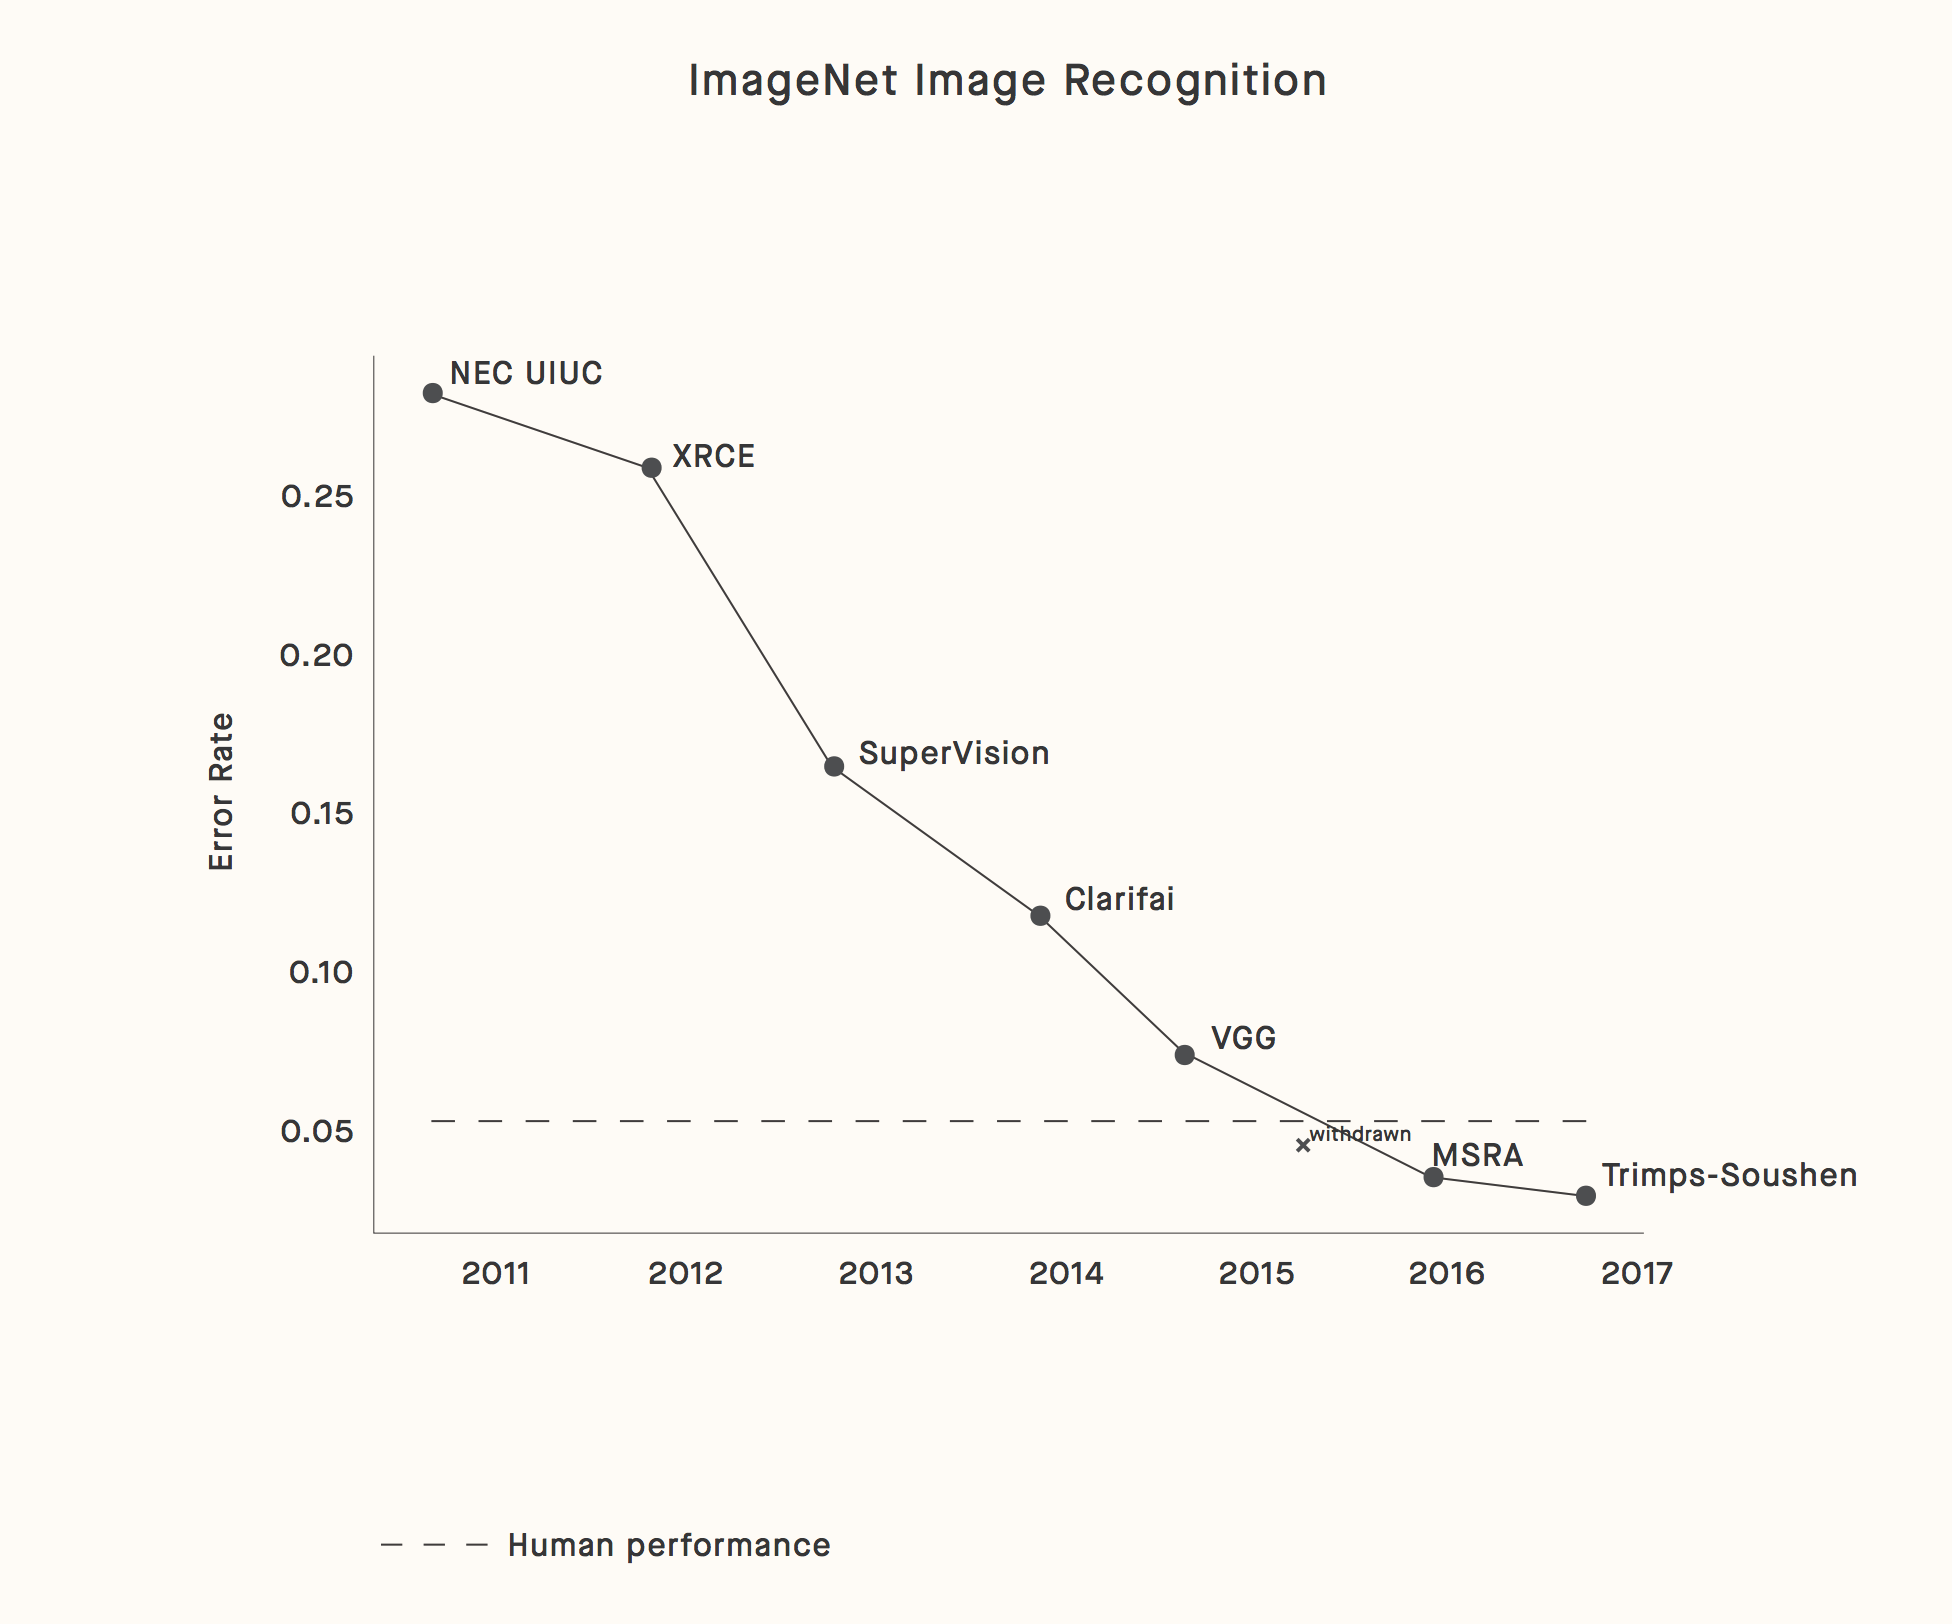 ImageNet Image Recognition
NEC UIUC
XRCE
0.25
0.20
SuperVision
Error Rate
0.15
Clarifai
0.10
VGG
0.05
withdrawn
MSRA
Trimps-Soushen
2011 2012 2013 2014 2015 2016 2017
Human performance